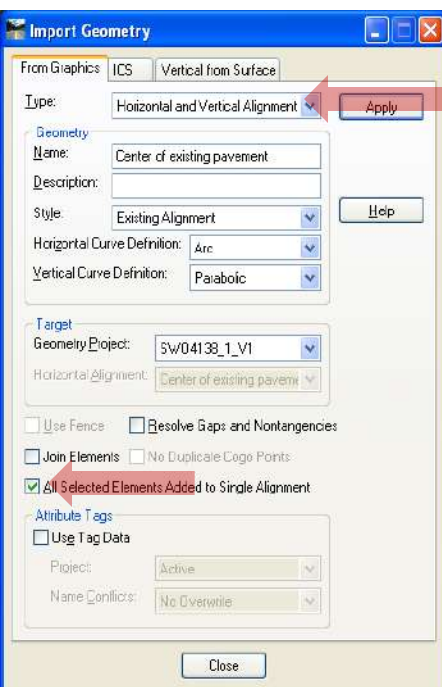 Import Geometry
From Graphics ICS Vertical from Surface
Type: Horizontal and Vertical Alignment Apply
Geometry
Name: Center of existing pavement
Description:
Style: Existing Alignment Help
Horizontal Curve Definition: Arc
Vertical Curve Definition: Parabolic
Target
Geometry Project: SW04138_1_V1
Horizontal Alignment: Center of existing paveme
Use Fence Resolve Gaps and Nontangencies
Join Elements No Duplicate Cogo Points
All Selected Elements Added to Single Alignment
Attribute Tags
Use Tag Data
Project: Active
Name Conflicts: No Overwrite
Close